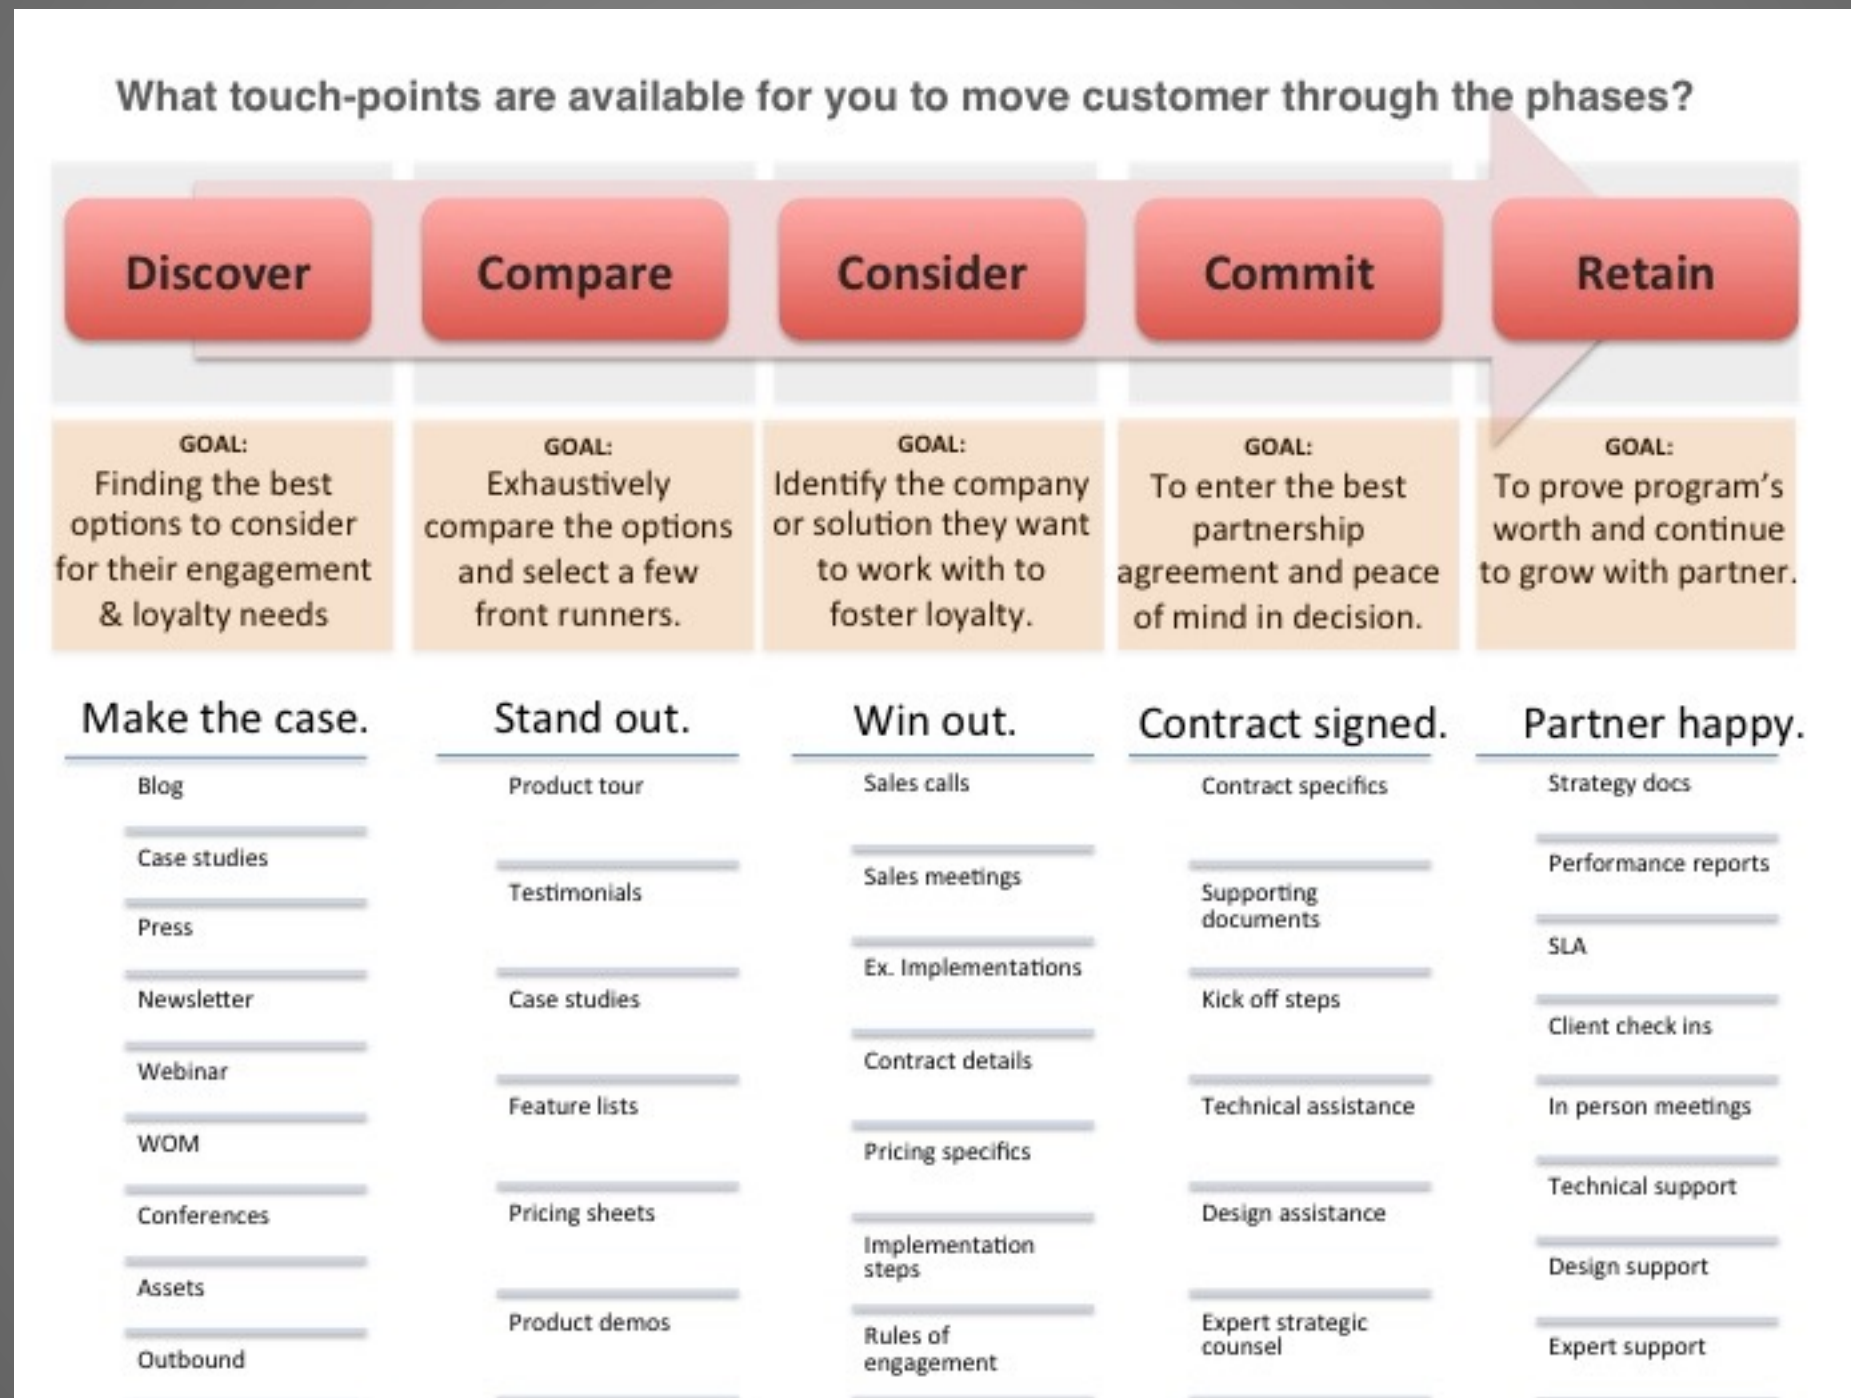 What touch-points are available for you to move customer through the phases?
Discover
Compare
Consider
Commit
Retain
GOAL:
Finding the best
options to consider
for their engagement
& loyalty needs
GOAL:
Exhaustively
compare the options
and select a few
front runners.
GOAL:
Identify the company
or solution they want
to work with to
foster loyalty.
GOAL:
To enter the best
partnership
agreement and peace
of mind in decision.
GOAL:
To prove program's
worth and continue
to grow with partner.
Make the case.
Blog
Case studies
Press
Newsletter
Webinar
WOM
Conferences
Assets
Outbound
Stand out.
Product tour
Testimonials
Case studies
Feature lists
Pricing sheets
Product demos
Win out.
Sales calls
Sales meetings
Ex. Implementations
Contract details
Pricing specifics
Implementation
steps
Rules of
engagement
Contract signed.
Contract specifics
Supporting
documents
Kick off steps
Technical assistance
Design assistance
Expert strategic
counsel
Partner happy.
Strategy docs
Performance reports
SLA
Client check ins
In person meetings
Technical support
Design support
Expert support